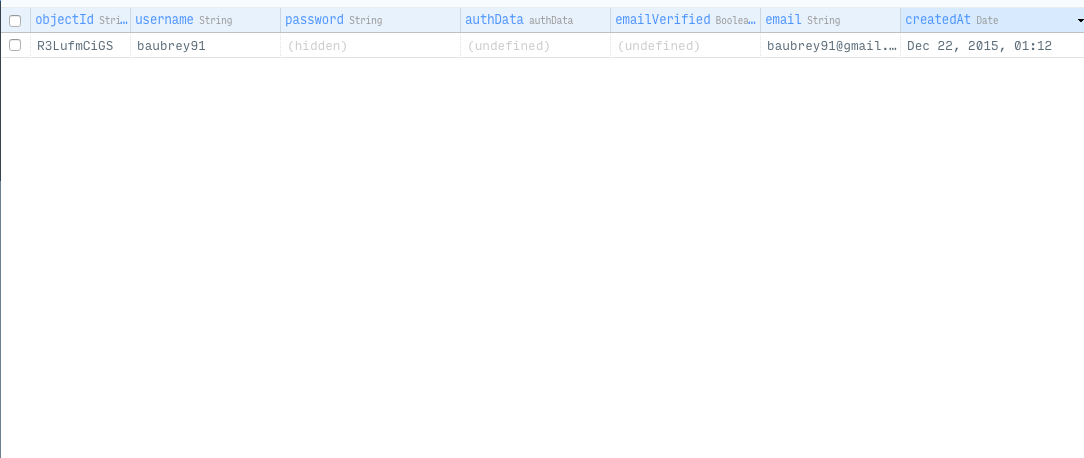 objectId Stri… username String password String authData authData emailVerified Boolea… email String createdAt Date
R3LufmCiGS baubrey91 (hidden) (undefined) (undefined) baubrey91@gmail.… Dec 22, 2015, 01:12